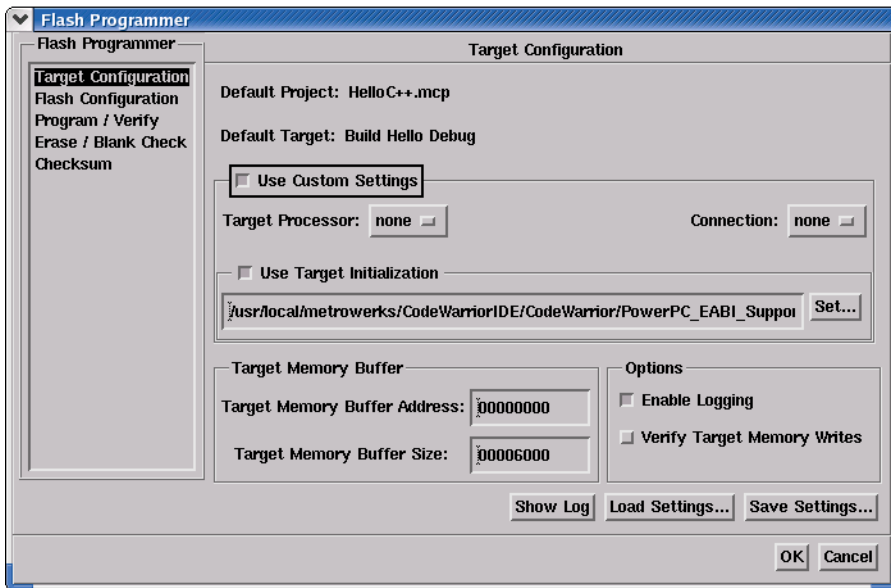 Flash Programmer
Flash Programmer
Target Configuration
Flash Configuration
Program / Verify
Erase / Blank Check
Checksum
Target Configuration
Default Project: HelloC++.mcp
Default Target: Build Hello Debug
Use Custom Settings
Target Processor: none
Connection: none
Use Target Initialization
/usr/local/metrowerks/CodeWarriorIDE/CodeWarrior/PowerPC_EABI_Suppor
Set...
Target Memory Buffer
Target Memory Buffer Address: 00000000
Target Memory Buffer Size: 00006000
Options
Enable Logging
Verify Target Memory Writes
Show Log
Load Settings...
Save Settings...
OK
Cancel